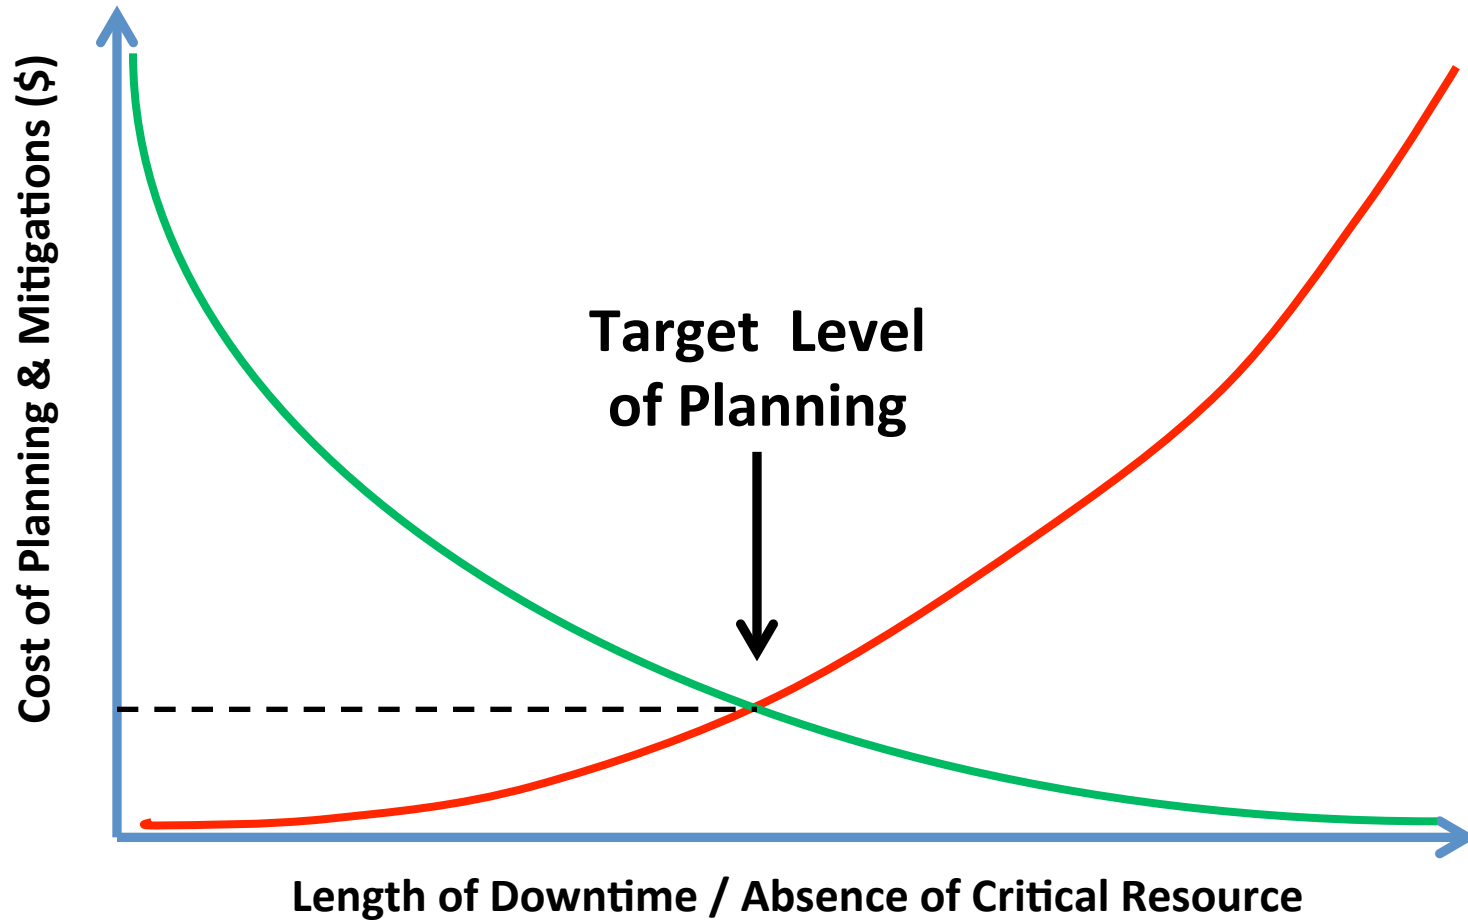 Cost of Planning & Mitigations ($)
Target Level
of Planning
Length of Downtime / Absence of Critical Resource